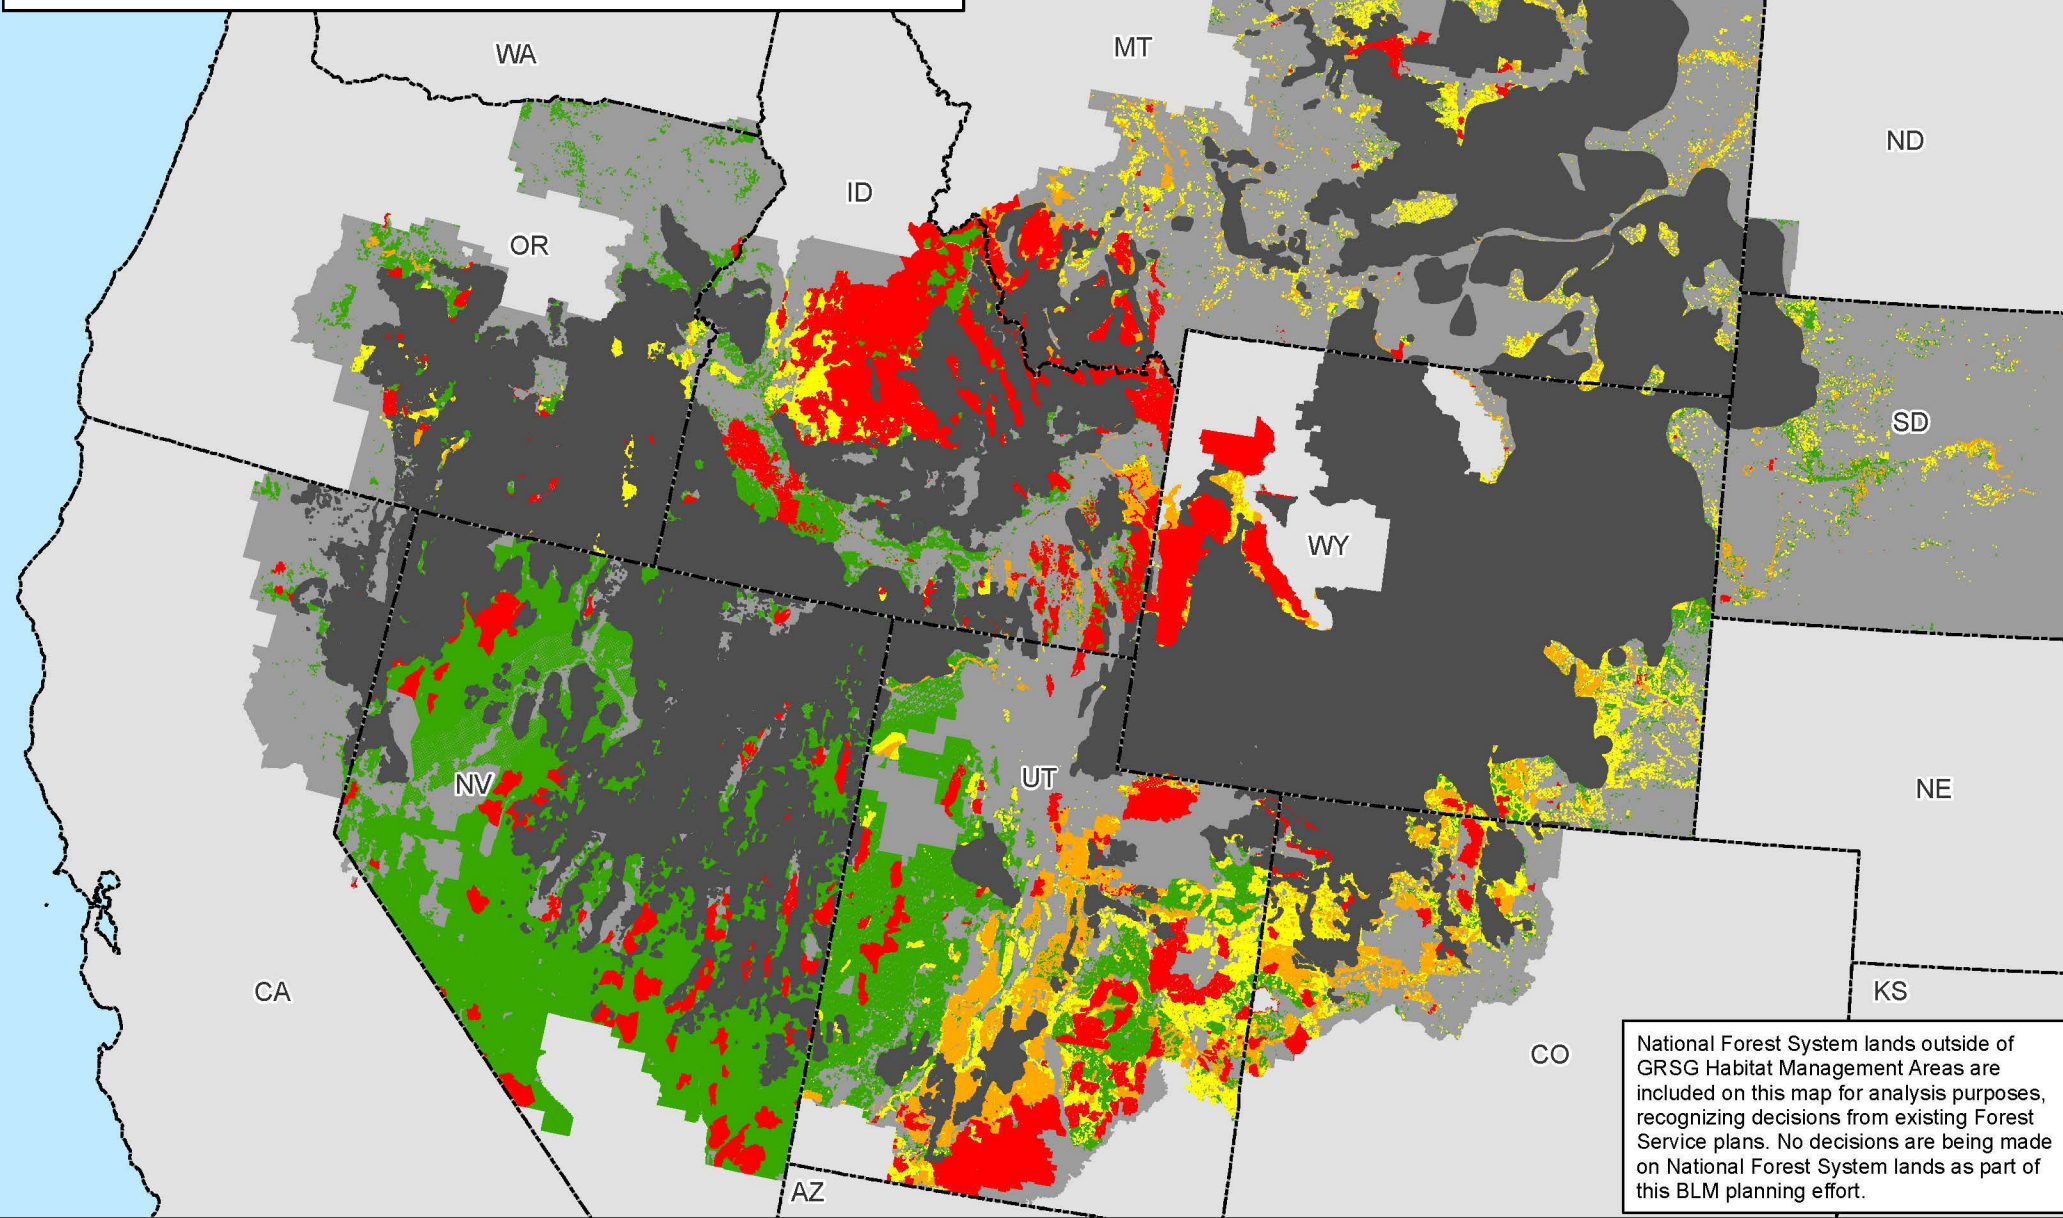 WA
MT
ND
ID
OR
SD
WY
NV
UT
NE
CA
KS
CO
AZ
National Forest System lands outside of
GRSG Habitat Management Areas are
included on this map for analysis purposes,
recognizing decisions from existing Forest
Service plans. No decisions are being made
on National Forest System lands as part of
this BLM planning effort.